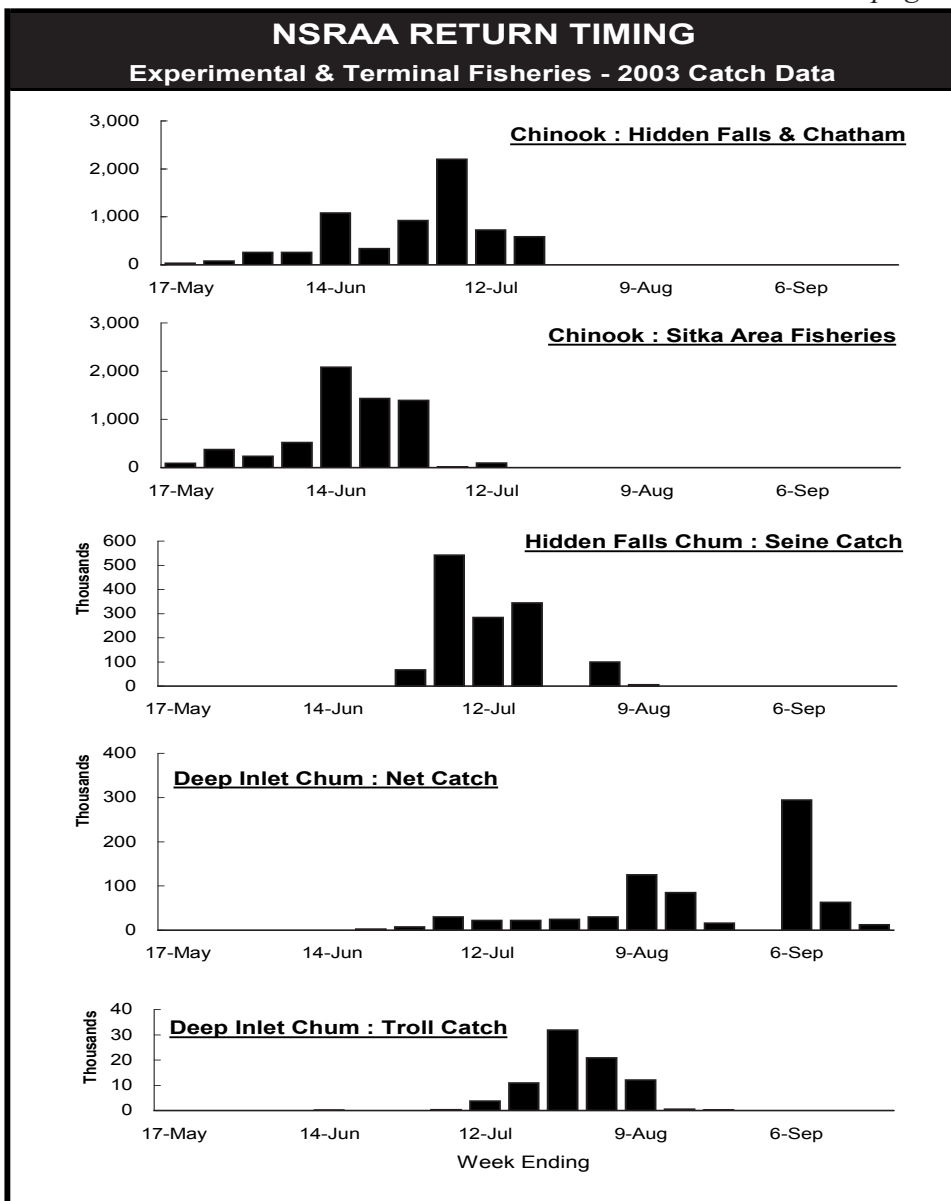 pag
NSRAA RETURN TIMING
Experimental & Terminal Fisheries - 2003 Catch Data
Chinook : Hidden Falls & Chatham
3,000
2,000
1,000
0
17-May 14-Jun 12-Jul 9-Aug 6-Sep
Chinook : Sitka Area Fisheries
3,000
2,000
1,000
0
17-May 14-Jun 12-Jul 9-Aug 6-Sep
Hidden Falls Chum : Seine Catch
Thousands
600
500
400
300
200
100
0
17-May 14-Jun 12-Jul 9-Aug 6-Sep
Deep Inlet Chum : Net Catch
Thousands
400
300
200
100
0
17-May 14-Jun 12-Jul 9-Aug 6-Sep
Deep Inlet Chum : Troll Catch
Thousands
40
30
20
10
0
17-May 14-Jun 12-Jul 9-Aug 6-Sep
Week Ending